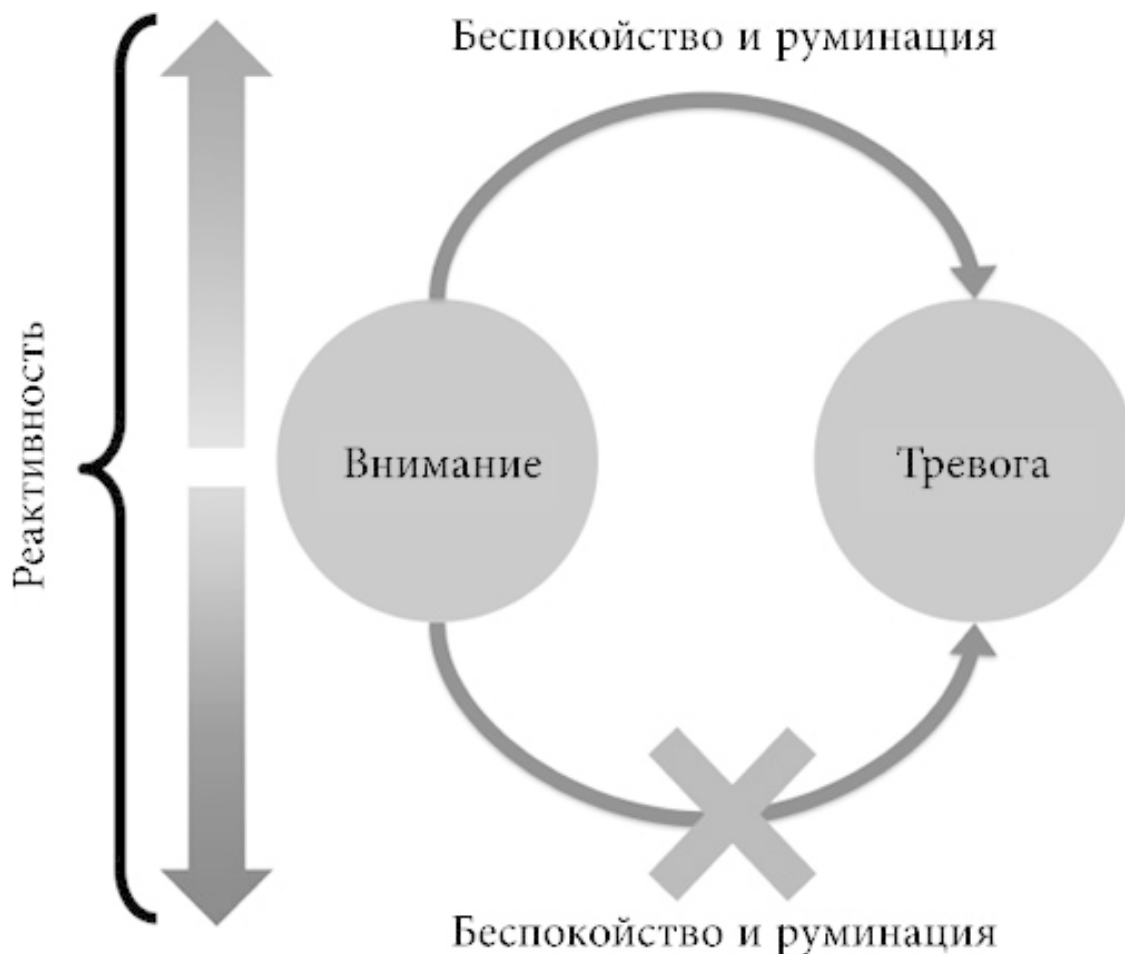 Беспокойство и руминация
Реактивность
Внимание
Тревога
Беспокойство и руминация